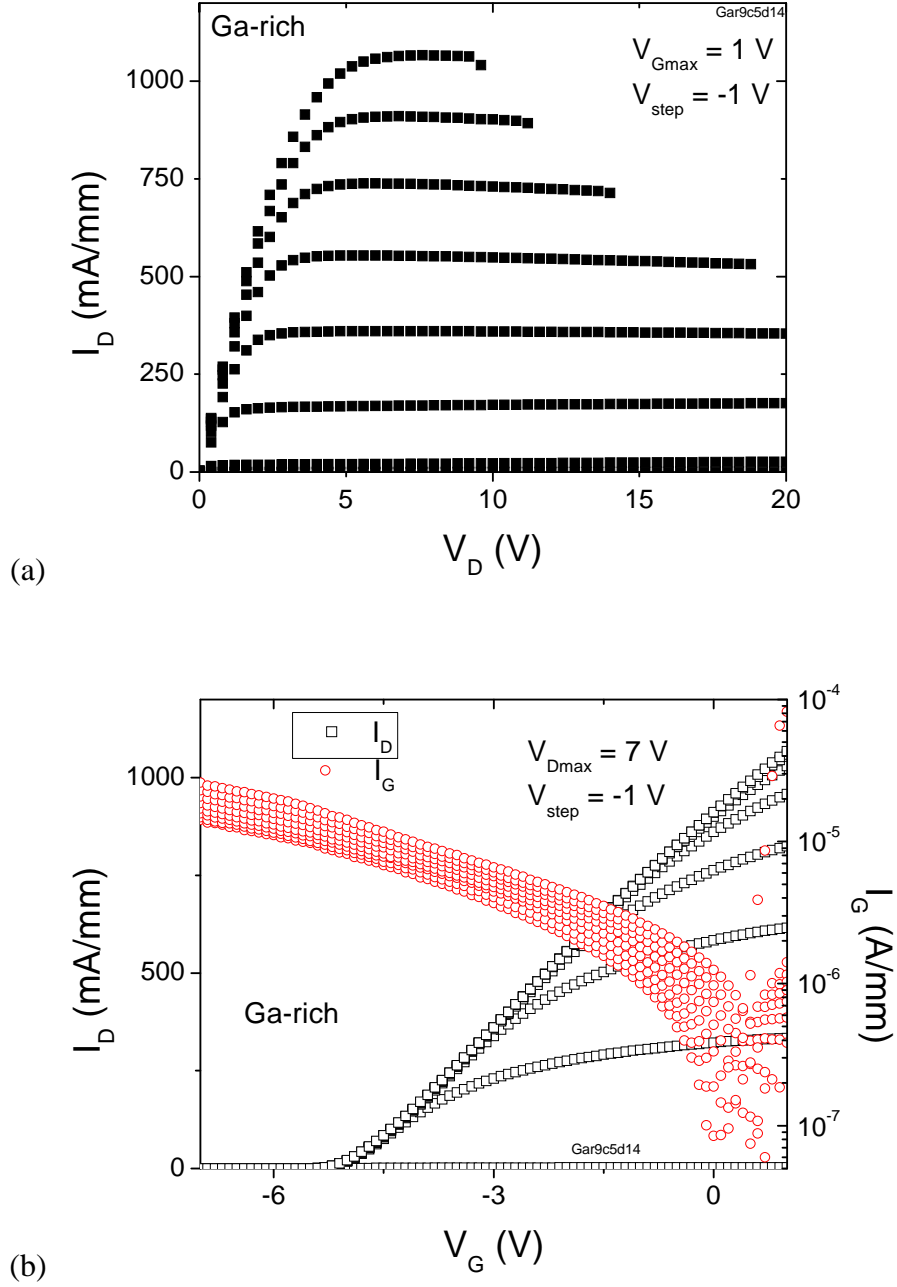 Ga-rich
Gar9c5d14
V_Gmax = 1 V
V_step = -1 V
1000
750
500
250
0
I_D (mA/mm)
0 5 10 15 20
V_D (V)
(a)
I_D
I_G
V_Dmax = 7 V
V_step = -1 V
1000
500
0
I_D (mA/mm)
Ga-rich
Gar9c5d14
10^-4
10^-5
10^-6
10^-7
I_G (A/mm)
-6 -3 0
V_G (V)
(b)